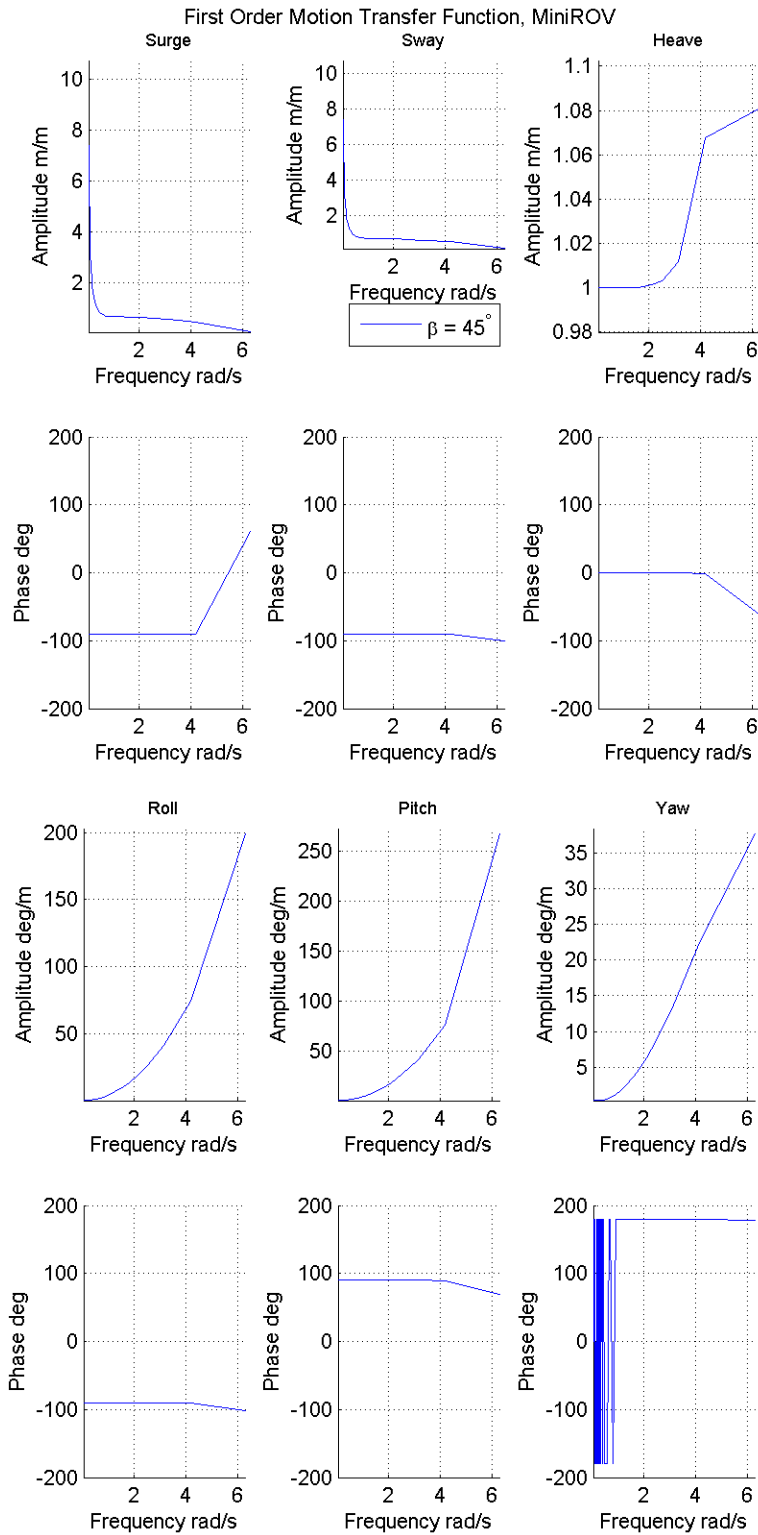 First Order Motion Transfer Function, MiniROV
Surge
Sway
Heave
10
8
6
4
2
Amplitude m/m
2 4 6
Frequency rad/s
10
8
6
4
2
Amplitude m/m
2 4 6
Frequency rad/s
β = 45°
1.1
1.08
1.06
1.04
1.02
1
0.98
Amplitude m/m
2 4 6
Frequency rad/s
200
100
0
-100
-200
Phase deg
2 4 6
Frequency rad/s
200
100
0
-100
-200
Phase deg
2 4 6
Frequency rad/s
200
100
0
-100
-200
Phase deg
2 4 6
Frequency rad/s
Roll
Pitch
Yaw
200
150
100
50
Amplitude deg/m
2 4 6
Frequency rad/s
250
200
150
100
50
Amplitude deg/m
2 4 6
Frequency rad/s
35
30
25
20
15
10
5
Amplitude deg/m
2 4 6
Frequency rad/s
200
100
0
-100
-200
Phase deg
2 4 6
Frequency rad/s
200
100
0
-100
-200
Phase deg
2 4 6
Frequency rad/s
200
100
0
-100
-200
Phase deg
2 4 6
Frequency rad/s